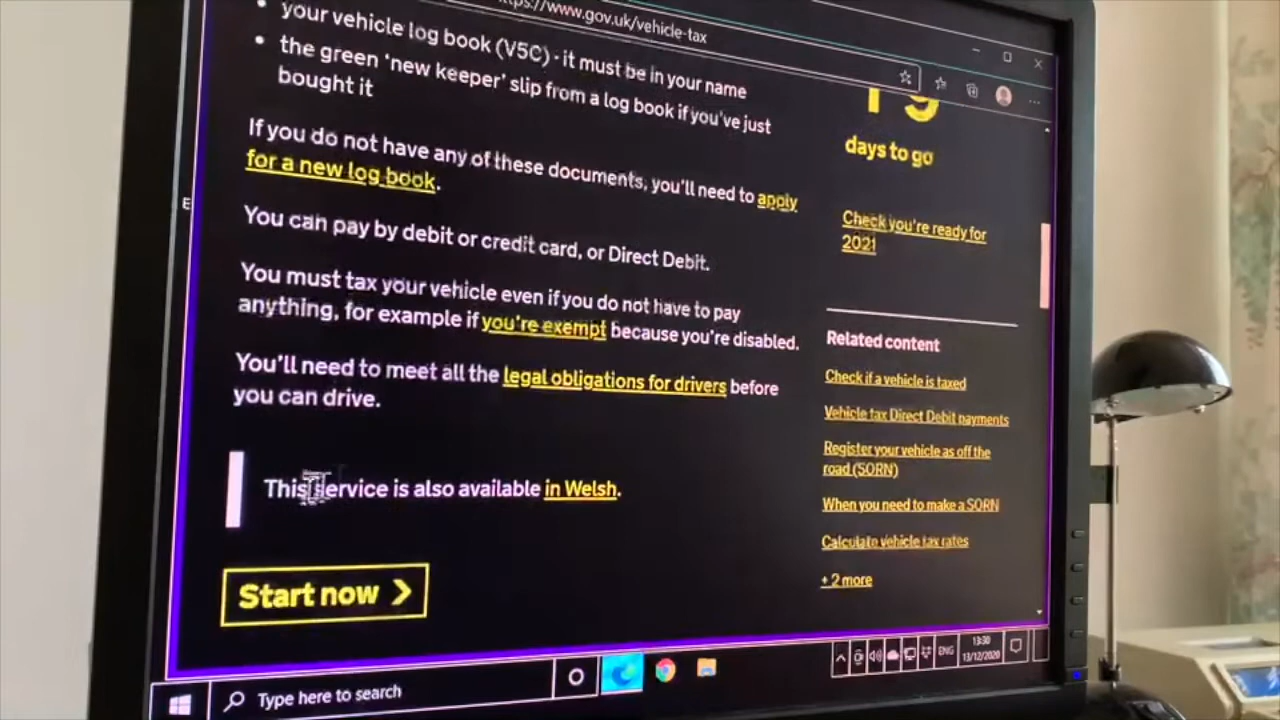 https://www.gov.uk/vehicle-tax
your vehicle log book (V5C) - it must be in your name
the green 'new keeper' slip from a log book if you've just
bought it
If you do not have any of these documents, you'll need to apply
for a new log book.
You can pay by debit or credit card, or Direct Debit.
You must tax your vehicle even if you do not have to pay
anything, for example if you're exempt because you're disabled.
You'll need to meet all the legal obligations for drivers before
you can drive.
This service is also available in Welsh.
Start now
19
days to go
Check you're ready for
2021
Related content
Check if a vehicle is taxed
Vehicle tax Direct Debit payments
Register your vehicle as off the
road (SORN)
When you need to make a SORN
Calculate vehicle tax rates
+ 2 more
E
Type here to search
ENG
13:30
13/12/2020